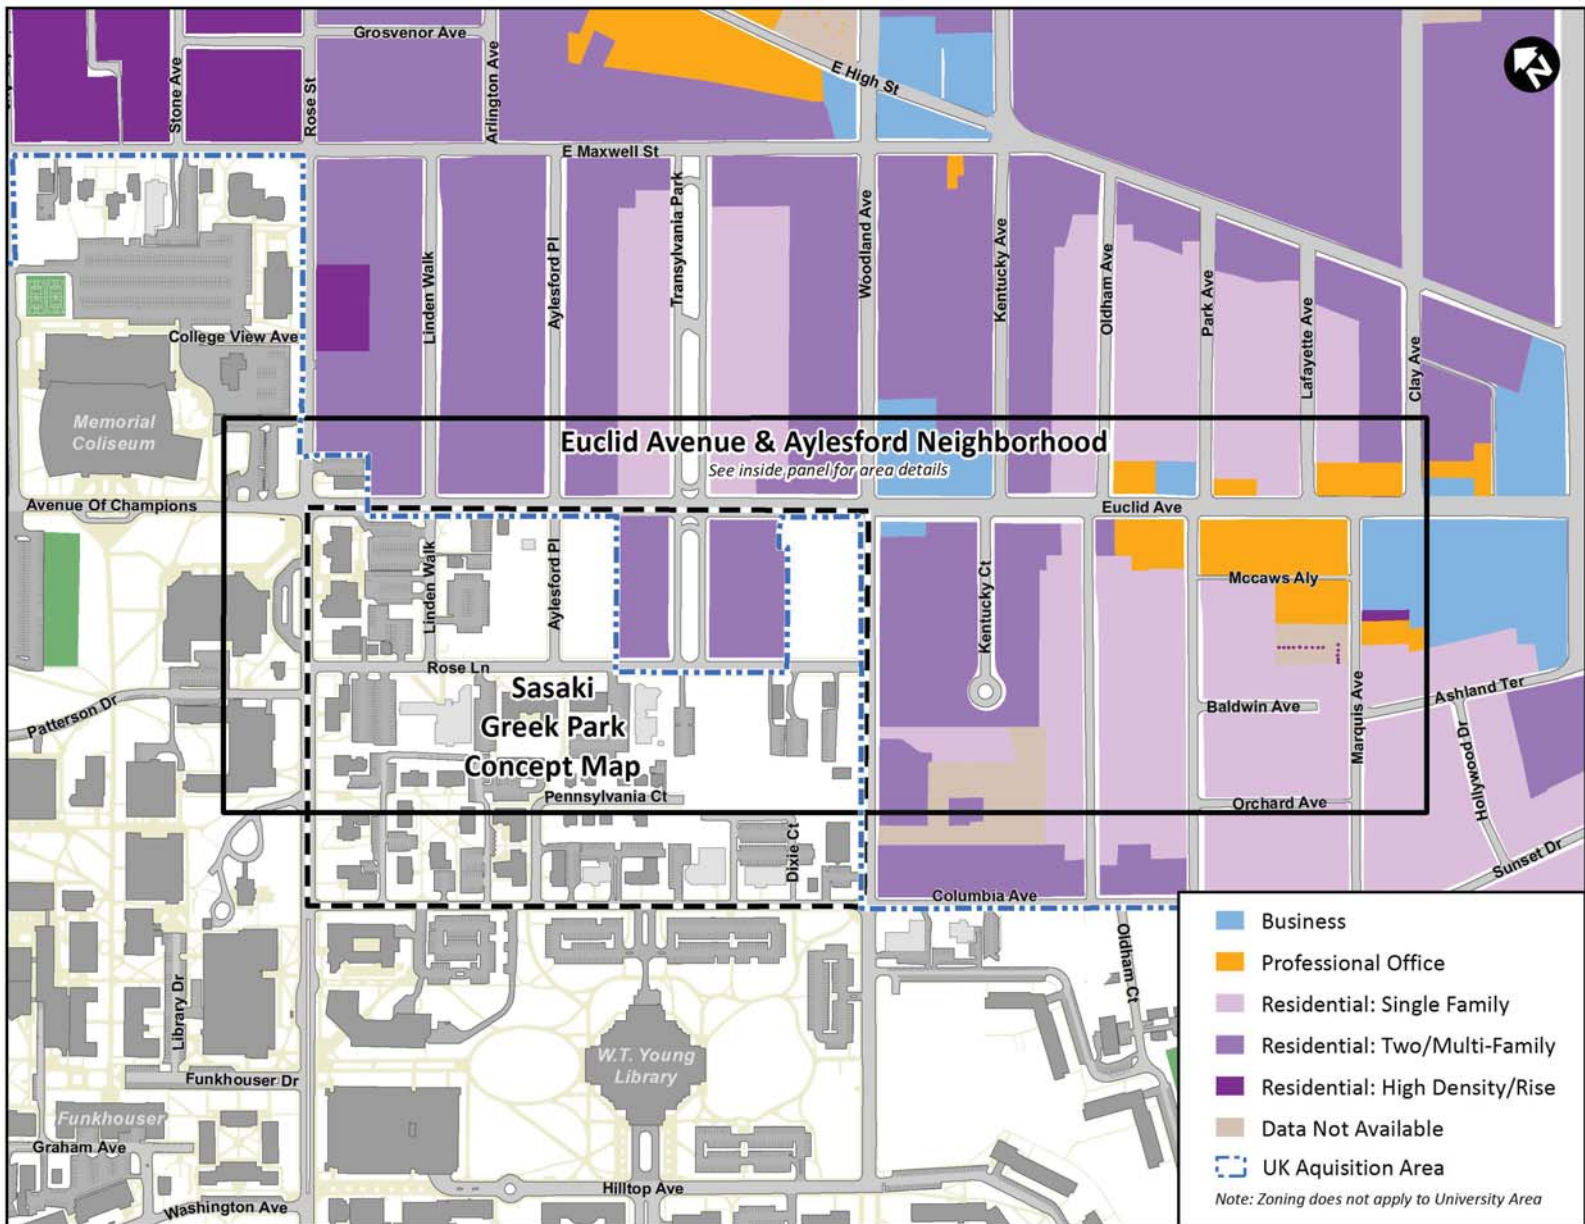 Grosvenor Ave
Stone Ave
Rose St
Arlington Ave
E High St
N
E Maxwell St
Linden Walk
Aylesford Pl
Transylvania Park
Woodland Ave
Kentucky Ave
Oldham Ave
Park Ave
Lafayette Ave
Clay Ave
College View Ave
Memorial
Coliseum
Euclid Avenue & Aylesford Neighborhood
See inside panel for area details
Avenue Of Champions
Euclid Ave
Linden Walk
Aylesford Pl
Kentucky Ct
Mccaws Aly
Rose Ln
Sasaki
Greek Park
Concept Map
Patterson Dr
Baldwin Ave
Marquis Ave
Ashland Ter
Hollywood Dr
Pennsylvania Ct
Orchard Ave
Dixie Ct
Sunset Dr
Columbia Ave
Oldham Ct
Library Dr
W.T. Young
Library
Funkhouser Dr
Funkhouser
Graham Ave
Hilltop Ave
Washington Ave
Business
Professional Office
Residential: Single Family
Residential: Two/Multi-Family
Residential: High Density/Rise
Data Not Available
UK Aquisition Area
Note: Zoning does not apply to University Area